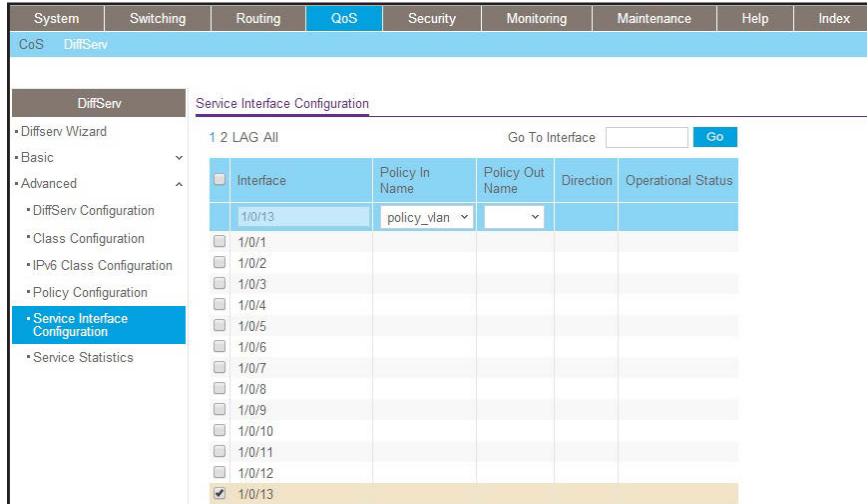 System Switching Routing QoS Security Monitoring Maintenance Help Index
CoS DiffServ
DiffServ
Diffserv Wizard
Basic
Advanced
DiffServ Configuration
Class Configuration
IPv6 Class Configuration
Policy Configuration
Service Interface
Configuration
Service Statistics
Service Interface Configuration
1 2 LAG All Go To Interface Go
Interface Policy In Name Policy Out Name Direction Operational Status
1/0/13 policy_vlan
1/0/1
1/0/2
1/0/3
1/0/4
1/0/5
1/0/6
1/0/7
1/0/8
1/0/9
1/0/10
1/0/11
1/0/12
1/0/13